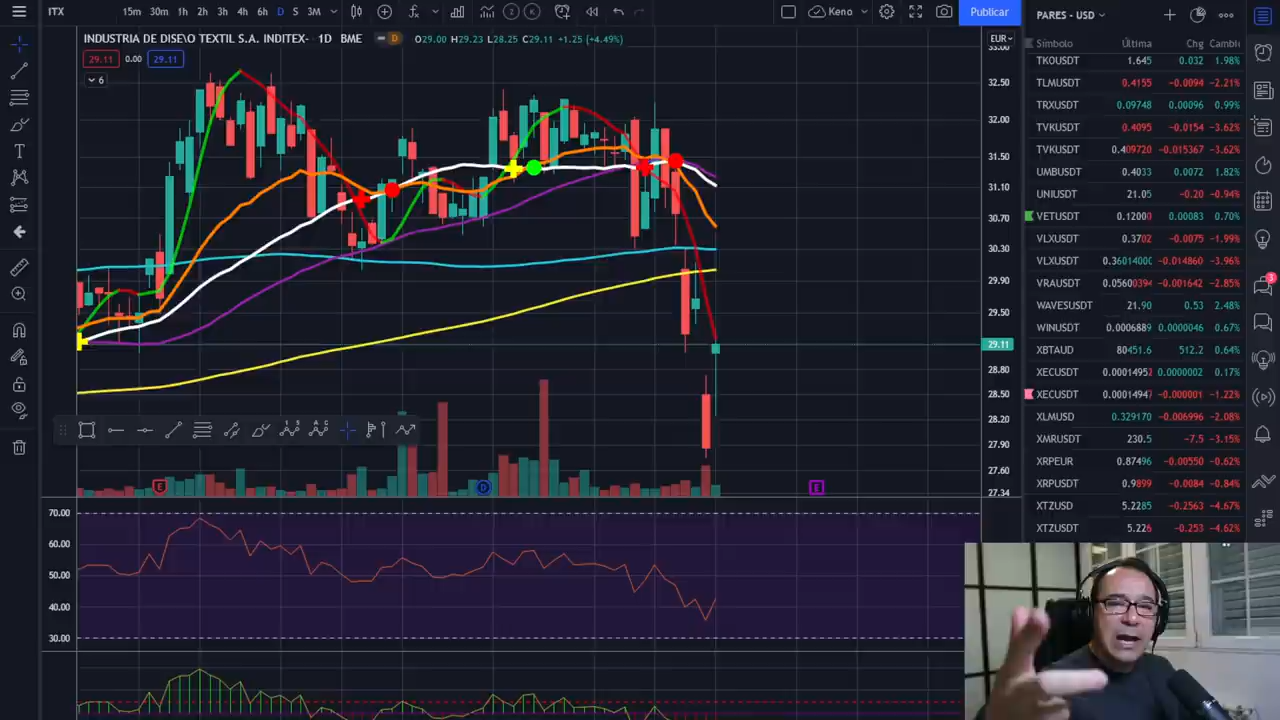 ITX 15m 30m 1h 2h 3h 4h 6h D S 3M Keno Publicar
PARES - USD
INDUSTRIA DE DISE\O TEXTIL S.A. INDITEX- 1D BME D O29.00 H29.23 L28.25 C29.11 +1.25 (+4.49%)
EUR
29.11 0.00 29.11
6
33.00
32.50
32.00
31.50
31.10
30.70
30.30
29.90
29.50
29.11
28.80
28.50
28.20
27.90
27.60
27.34
E
D
E
70.00
60.00
50.00
40.00
30.00
Símbolo Última Chg Cambi
TKOUSDT 1.645 0.032 1.98%
TLMUSDT 0.4155 -0.0094 -2.21%
TRXUSDT 0.09748 0.00096 0.99%
TVKUSDT 0.4095 -0.0154 -3.62%
TVKUSDT 0.409720 -0.015367 -3.62%
UMBUSDT 0.4033 0.0072 1.82%
UNIUSDT 21.05 -0.20 -0.94%
VETUSDT 0.12000 0.00083 0.70%
VLXUSDT 0.3702 -0.0075 -1.99%
VLXUSDT 0.3601400 -0.014860 -3.96%
VRAUSDT 0.0560039 -0.001642 -2.85%
WAVESUSDT 21.90 0.53 2.48%
WINUSDT 0.0006889 0.0000046 0.67%
XBTAUD 80451.6 512.2 0.64%
XECUSDT 0.0001495 0.0000002 0.17%
XECUSDT 0.0001494 -0.000001 -1.22%
XLMUSD 0.329170 -0.006996 -2.08%
XMRUSDT 230.5 -7.5 -3.15%
XRPEUR 0.87496 -0.00550 -0.62%
XRPUSDT 0.9899 -0.0084 -0.84%
XTZUSD 5.2285 -0.2563 -4.67%
XTZUSDT 5.226 -0.253 -4.62%
3